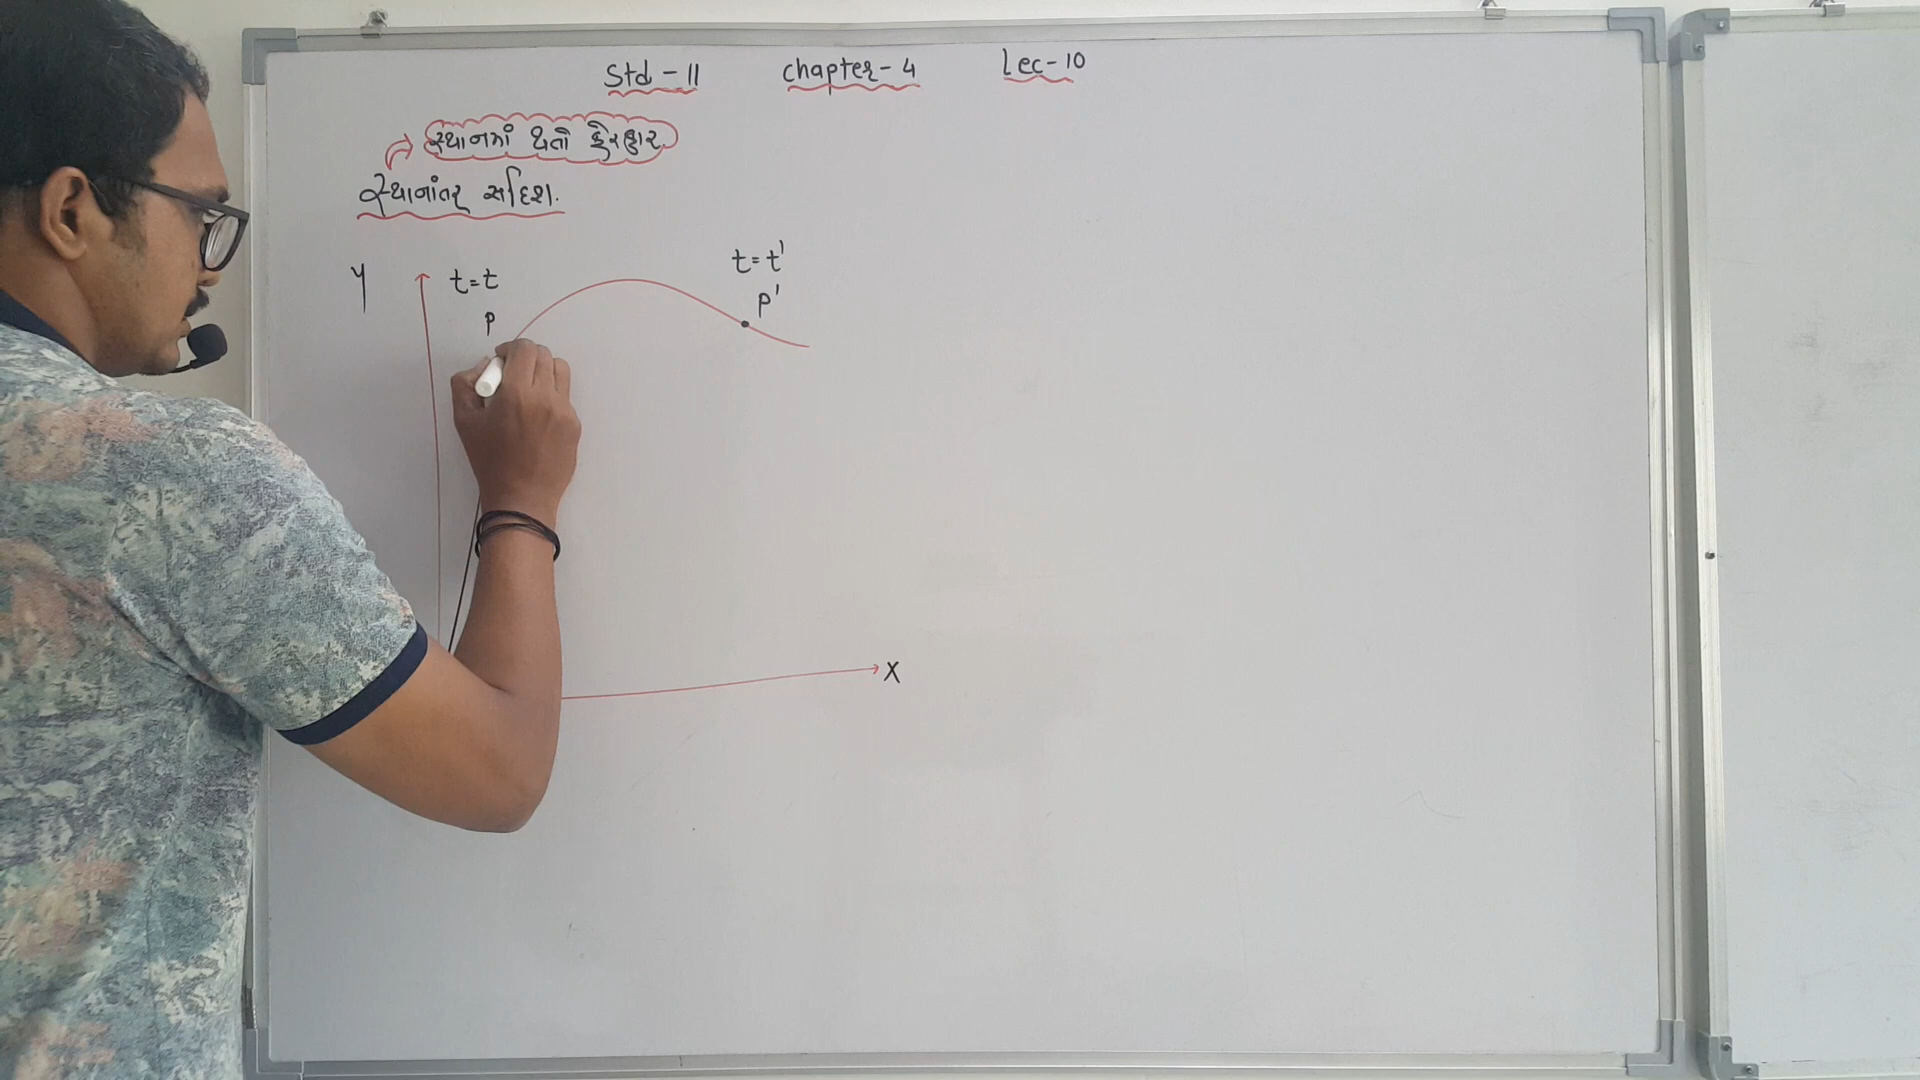 Std - 11 Chapter - 4 Lec - 10
સ્થાનમાં થતો ફેરફાર.
સ્થાનાંતર સદિશ.
y t = t t = t'
P P'
X